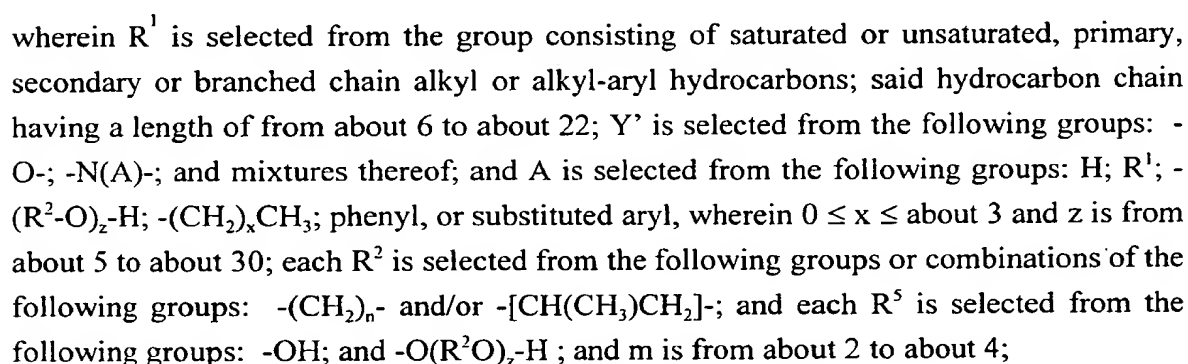 wherein R¹ is selected from the group consisting of saturated or unsaturated, primary,
secondary or branched chain alkyl or alkyl-aryl hydrocarbons; said hydrocarbon chain
having a length of from about 6 to about 22; Y’ is selected from the following groups: -
O-; -N(A)-; and mixtures thereof; and A is selected from the following groups: H; R¹; -
(R²-O)z-H; -(CH₂)ₓCH₃; phenyl, or substituted aryl, wherein 0 ≤ x ≤ about 3 and z is from
about 5 to about 30; each R² is selected from the following groups or combinations of the
following groups: -(CH₂)ₙ- and/or -[CH(CH₃)CH₂]-; and each R⁵ is selected from the
following groups: -OH; and -O(R²O)z-H ; and m is from about 2 to about 4;